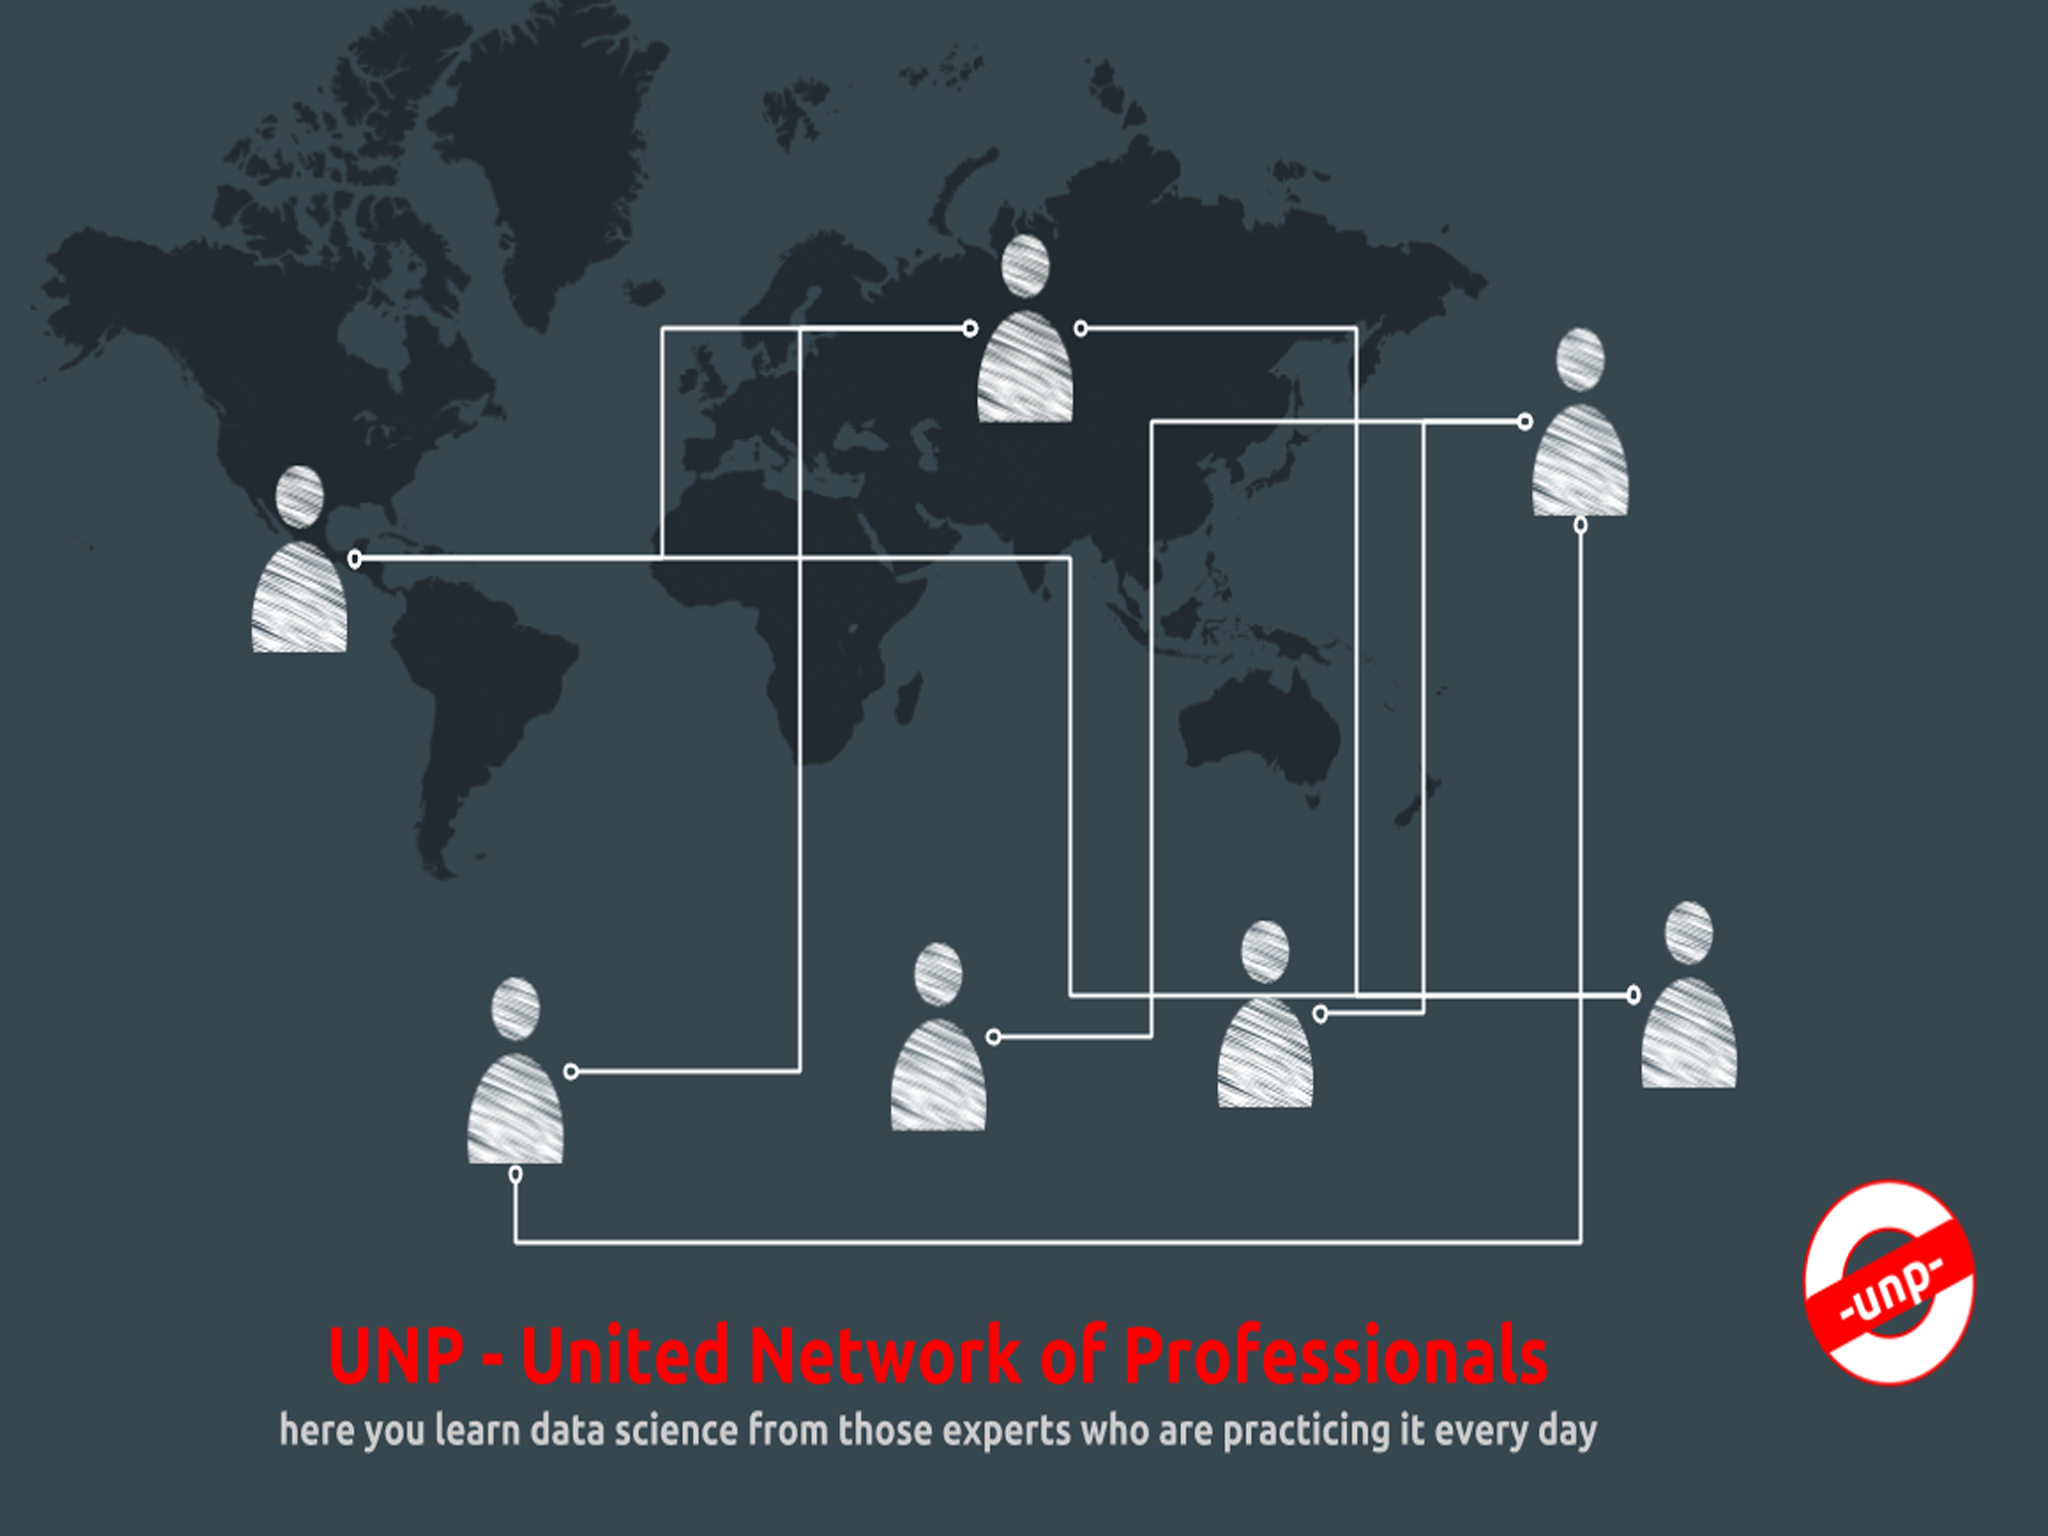 -unp-
UNP - United Network of Professionals
here you learn data science from those experts who are practicing it every day